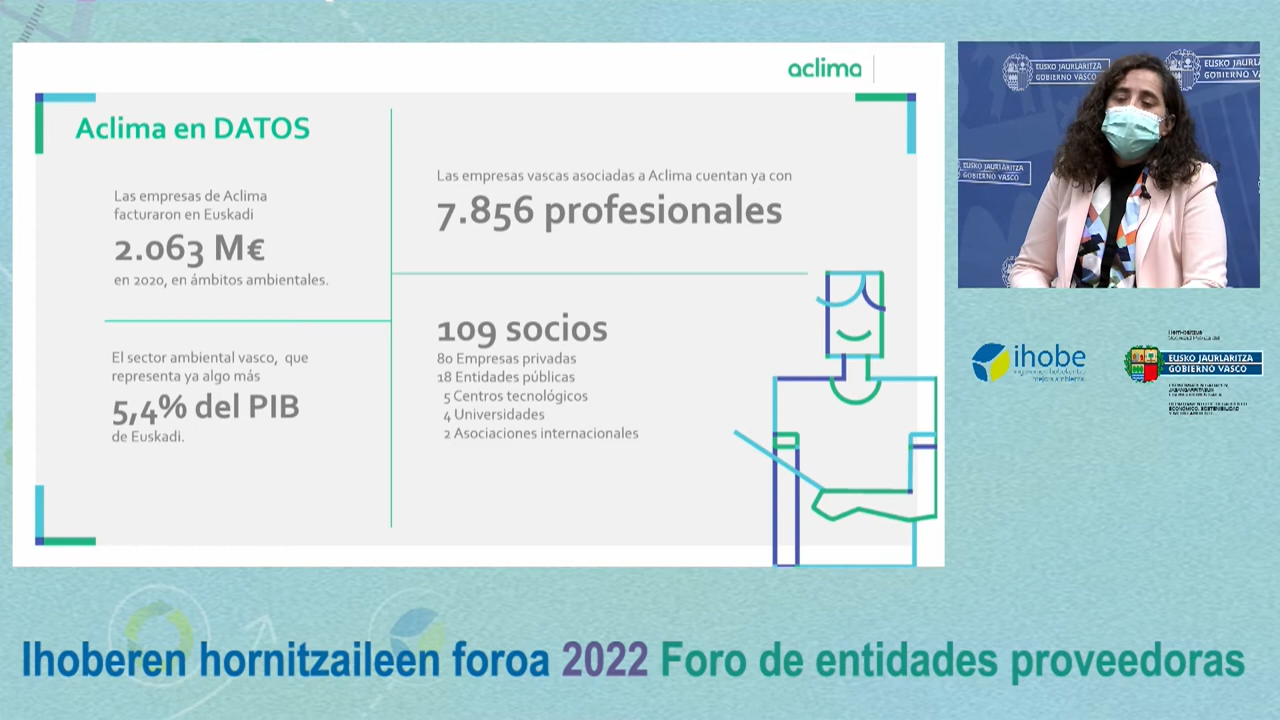 aclima
Aclima en DATOS
Las empresas de Aclima
facturaron en Euskadi
2.063 M€
en 2020, en ámbitos ambientales.
El sector ambiental vasco, que
representa ya algo más
5,4% del PIB
de Euskadi.
Las empresas vascas asociadas a Aclima cuentan ya con
7.856 profesionales
109 socios
80 Empresas privadas
18 Entidades públicas
5 Centros tecnológicos
4 Universidades
2 Asociaciones internacionales
EUSKO JAURLARITZA
GOBIERNO VASCO
EUSKO JAURLA
GOBIERNO VA
EUSKO JAURLARITZA
GOBIERNO VASCO
ihobe
mejora ambiental
EUSKO JAURLARITZA
GOBIERNO VASCO
Ihoberen hornitzaileen foroa 2022 Foro de entidades proveedoras